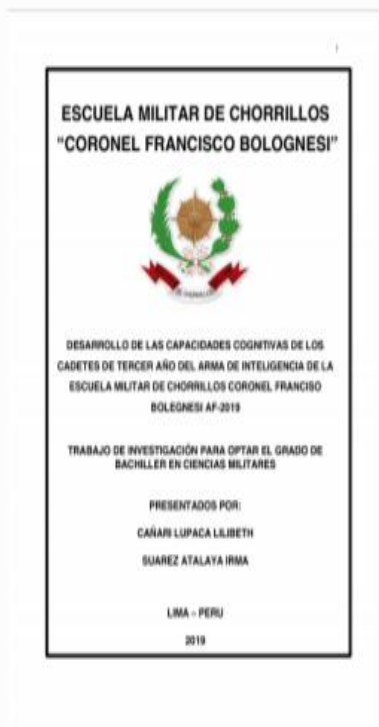 ESCUELA MILITAR DE CHORRILLOS
“CORONEL FRANCISCO BOLOGNESI”
DESARROLLO DE LAS CAPACIDADES COGNITIVAS DE LOS
CADETES DE TERCER AÑO DEL ARMA DE INTELIGENCIA DE LA
ESCUELA MILITAR DE CHORRILLOS CORONEL FRANCISO
BOLEGNESI AF-2019
TRABAJO DE INVESTIGACIÓN PARA OPTAR EL GRADO DE
BACHILLER EN CIENCIAS MILITARES
PRESENTADOS POR:
CAÑARI LUPACA LILIBETH
SUAREZ ATALAYA IRMA
LIMA – PERU
2019